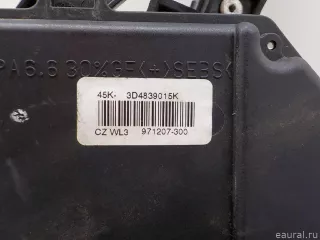 PA6.6 30%GF(+)SEBS
45K- 3D4839015K
CZ WL3 971207-300
eaural.ru